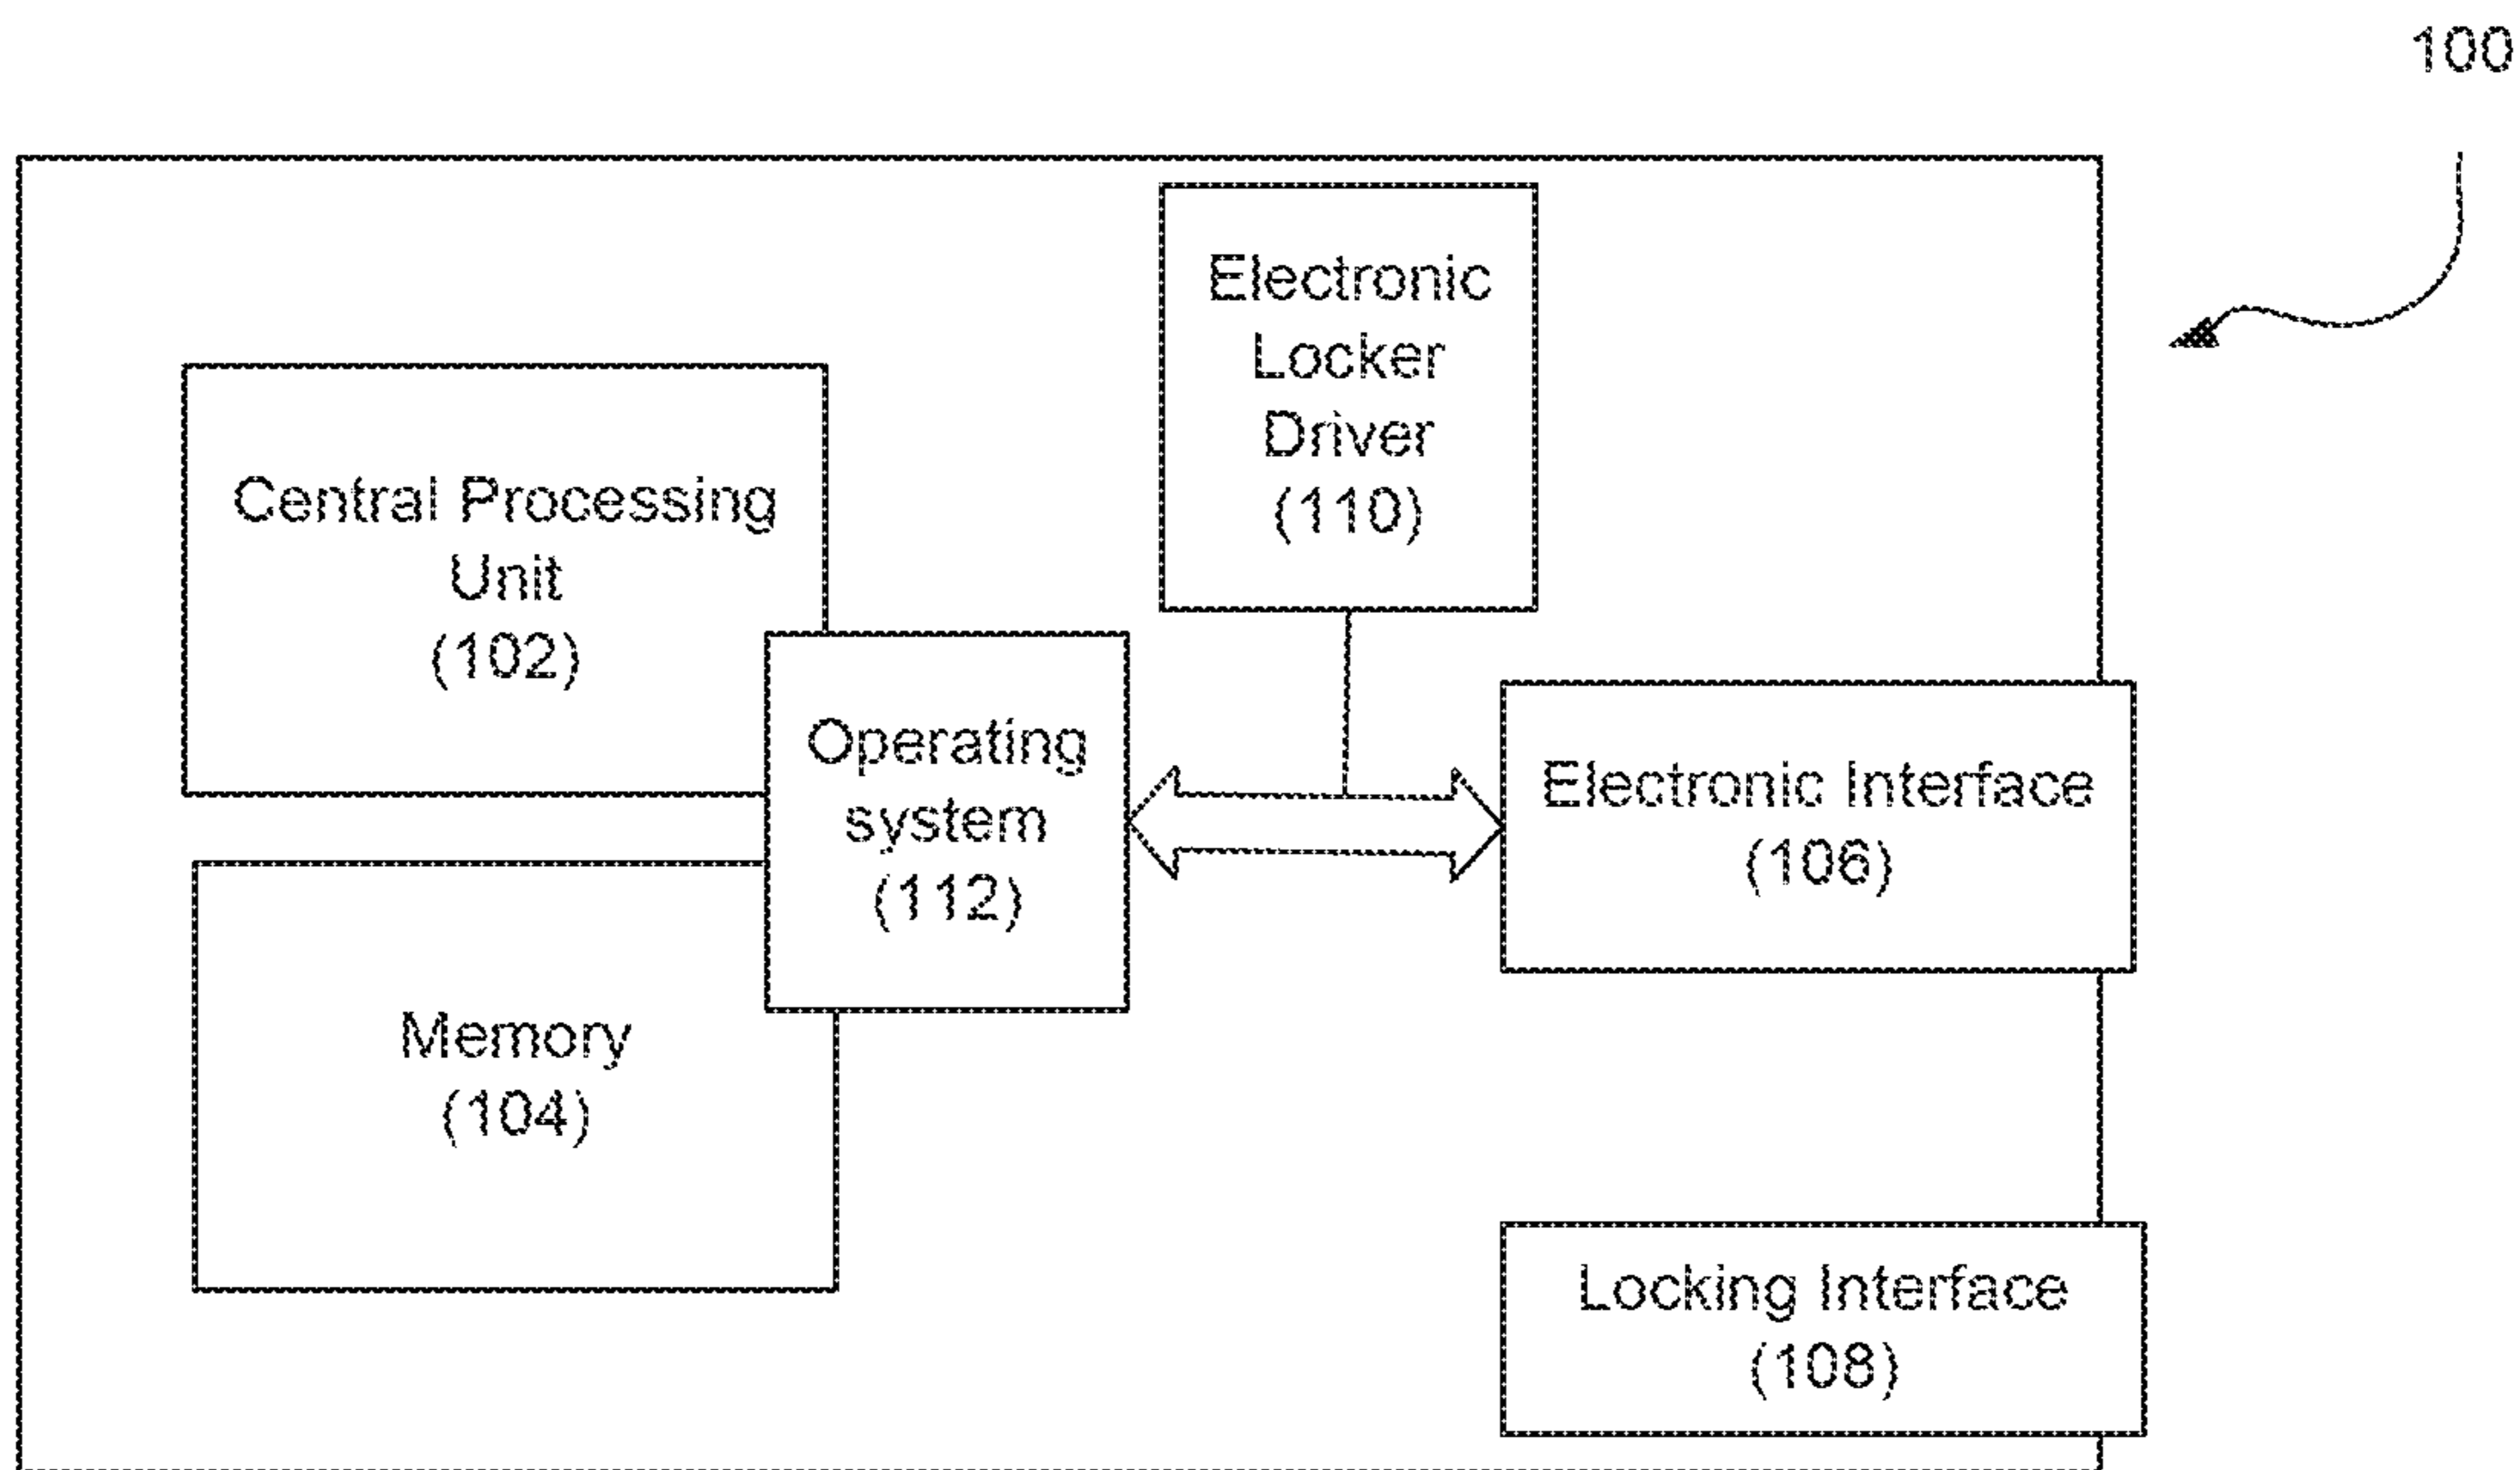 100
Electronic
Locker
Driver
(110)
Central Processing
Unit
(102)
Operating
system
(112)
Electronic Interface
(106)
Memory
(104)
Locking Interface
(108)